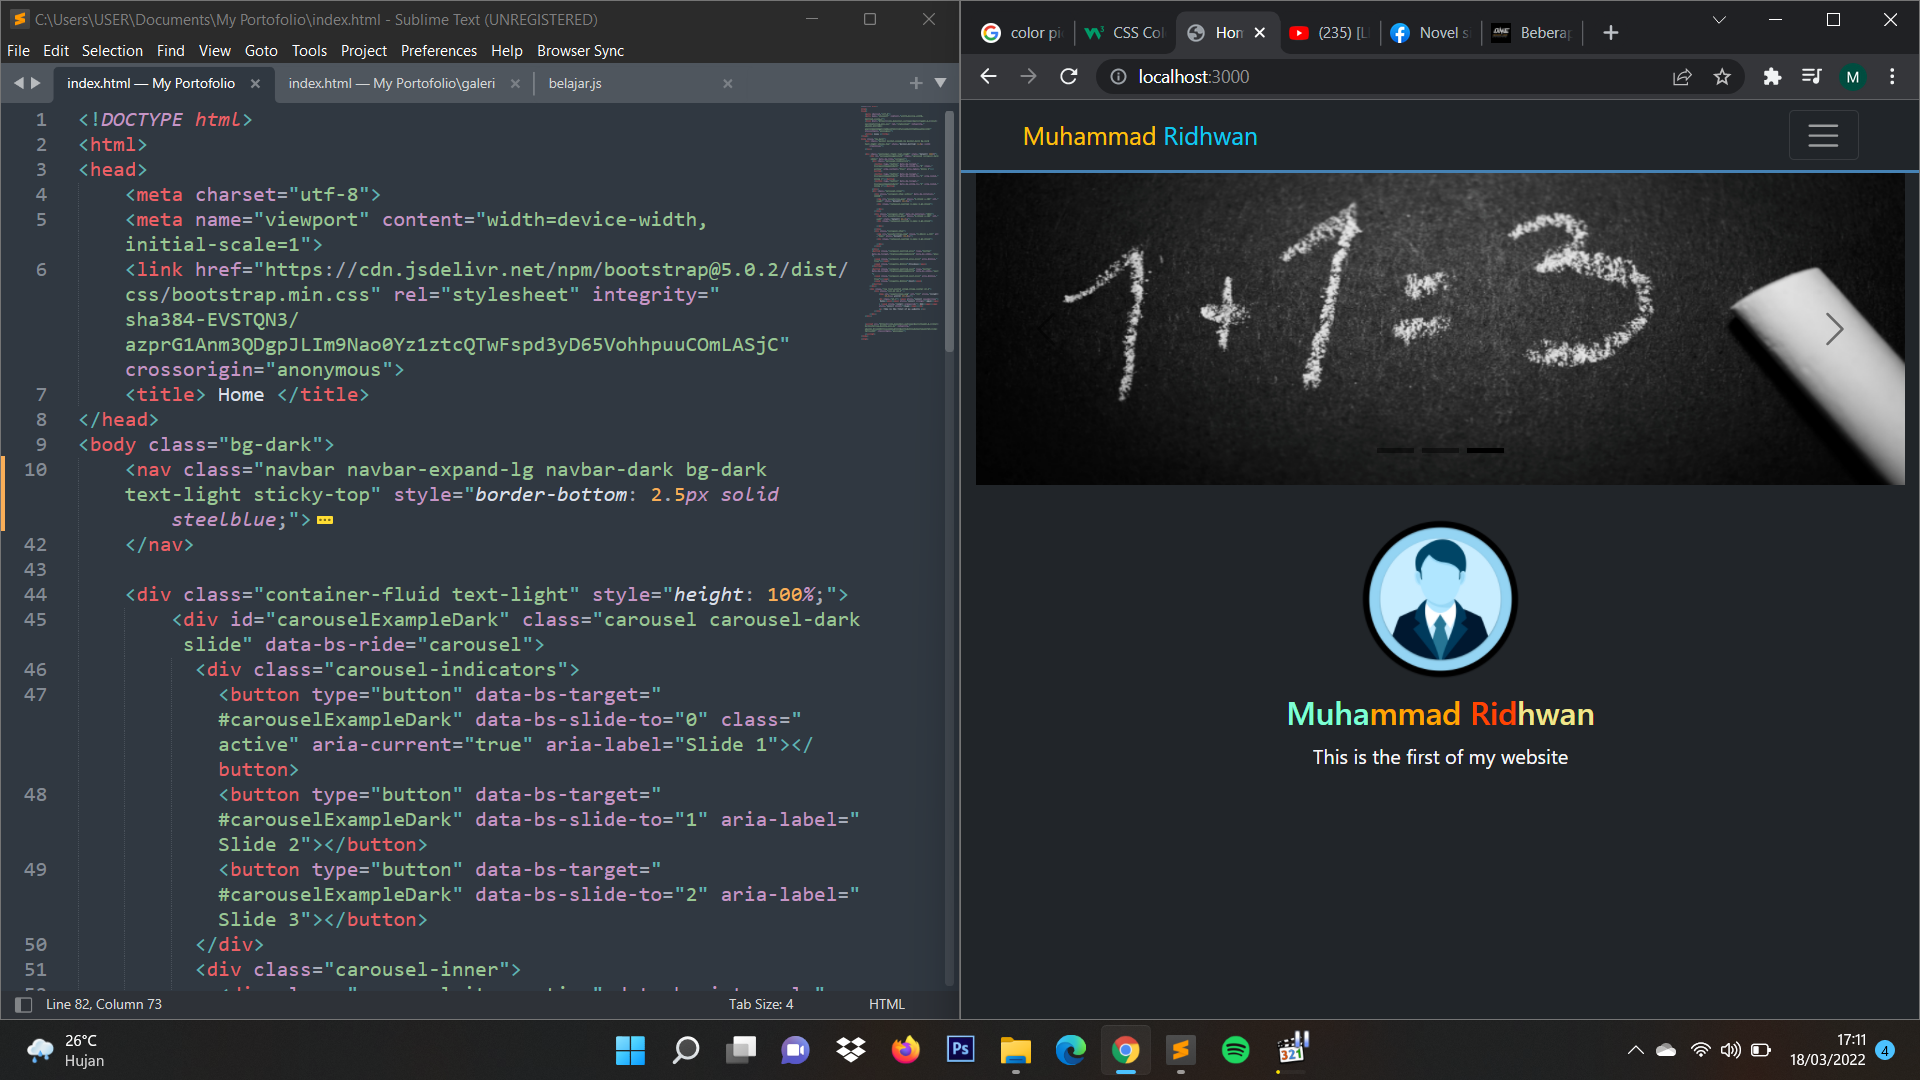 C:\Users\USER\Documents\My Portofolio\index.html - Sublime Text (UNREGISTERED)
File Edit Selection Find View Goto Tools Project Preferences Help Browser Sync
index.html — My Portofolio
index.html — My Portofolio\galeri
belajar.js
1 <!DOCTYPE html>
2 <html>
3 <head>
4 <meta charset="utf-8">
5 <meta name="viewport" content="width=device-width,
initial-scale=1">
6 <link href="https://cdn.jsdelivr.net/npm/bootstrap@5.0.2/dist/
css/bootstrap.min.css" rel="stylesheet" integrity="
sha384-EVSTQN3/
azprG1Anm3QDgpJLIm9Nao0Yz1ztcQTwFspd3yD65VohhpuuCOmLASjC"
crossorigin="anonymous">
7 <title> Home </title>
8 </head>
9 <body class="bg-dark">
10 <nav class="navbar navbar-expand-lg navbar-dark bg-dark
text-light sticky-top" style="border-bottom: 2.5px solid
steelblue;">
42 </nav>
43
44 <div class="container-fluid text-light" style="height: 100%;">
45 <div id="carouselExampleDark" class="carousel carousel-dark
slide" data-bs-ride="carousel">
46 <div class="carousel-indicators">
47 <button type="button" data-bs-target="
#carouselExampleDark" data-bs-slide-to="0" class="
active" aria-current="true" aria-label="Slide 1"></
button>
48 <button type="button" data-bs-target="
#carouselExampleDark" data-bs-slide-to="1" aria-label="
Slide 2"></button>
49 <button type="button" data-bs-target="
#carouselExampleDark" data-bs-slide-to="2" aria-label="
Slide 3"></button>
50 </div>
51 <div class="carousel-inner">
Line 82, Column 73
Tab Size: 4
HTML
color pi
CSS Col
Hom
(235) [L
Novel s
Beberap
localhost:3000
M
Muhammad Ridhwan
1+1=3
Muhammad Ridhwan
This is the first of my website
26°C
Hujan
Ps
321
17:11
18/03/2022
4